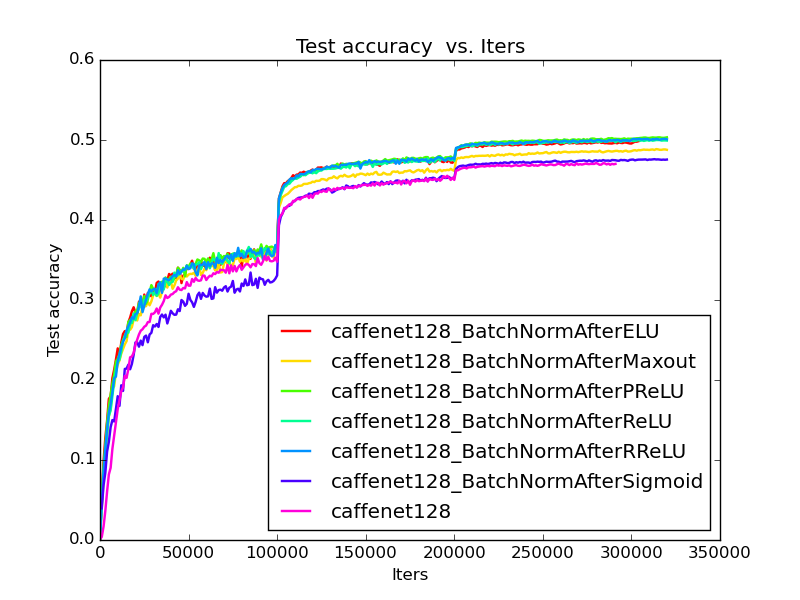 Test accuracy  vs. Iters
0.6
0.5
0.4
0.3
0.2
0.1
0.0
Test accuracy
caffenet128_BatchNormAfterELU
caffenet128_BatchNormAfterMaxout
caffenet128_BatchNormAfterPReLU
caffenet128_BatchNormAfterReLU
caffenet128_BatchNormAfterRReLU
caffenet128_BatchNormAfterSigmoid
caffenet128
0 50000 100000 150000 200000 250000 300000 350000
Iters